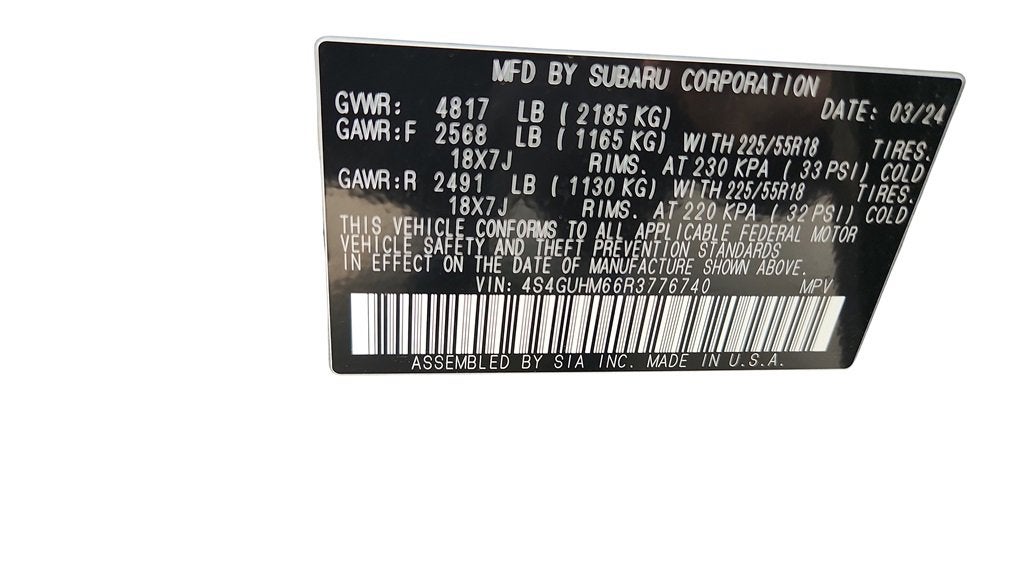 MFD BY SUBARU CORPORATION
GVWR: 4817 LB ( 2185 KG) DATE: 03/24
GAWR:F 2568 LB ( 1165 KG) WITH 225/55R18 TIRES.
18X7J RIMS. AT 230 KPA ( 33 PSI) COLD
GAWR:R 2491 LB ( 1130 KG) WITH 225/55R18 TIRES.
18X7J RIMS. AT 220 KPA ( 32 PSI) COLD
THIS VEHICLE CONFORMS TO ALL APPLICABLE FEDERAL MOTOR
VEHICLE SAFETY AND THEFT PREVENTION STANDARDS
IN EFFECT ON THE DATE OF MANUFACTURE SHOWN ABOVE.
VIN: 4S4GUHM66R3776740 MPV
ASSEMBLED BY SIA INC. MADE IN U.S.A.